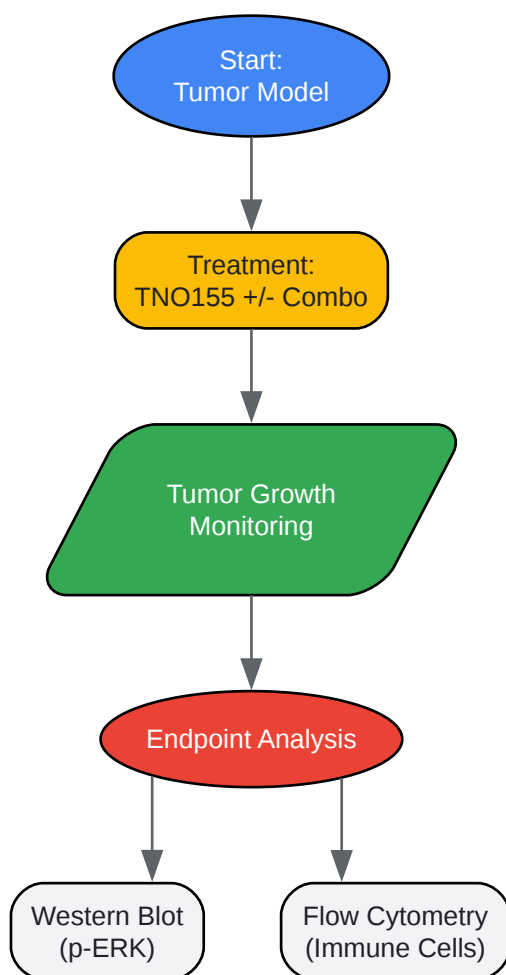 Start:
Tumor Model
Treatment:
TNO155 +/- Combo
Tumor Growth
Monitoring
Endpoint Analysis
Western Blot
(p-ERK)
Flow Cytometry
(Immune Cells)